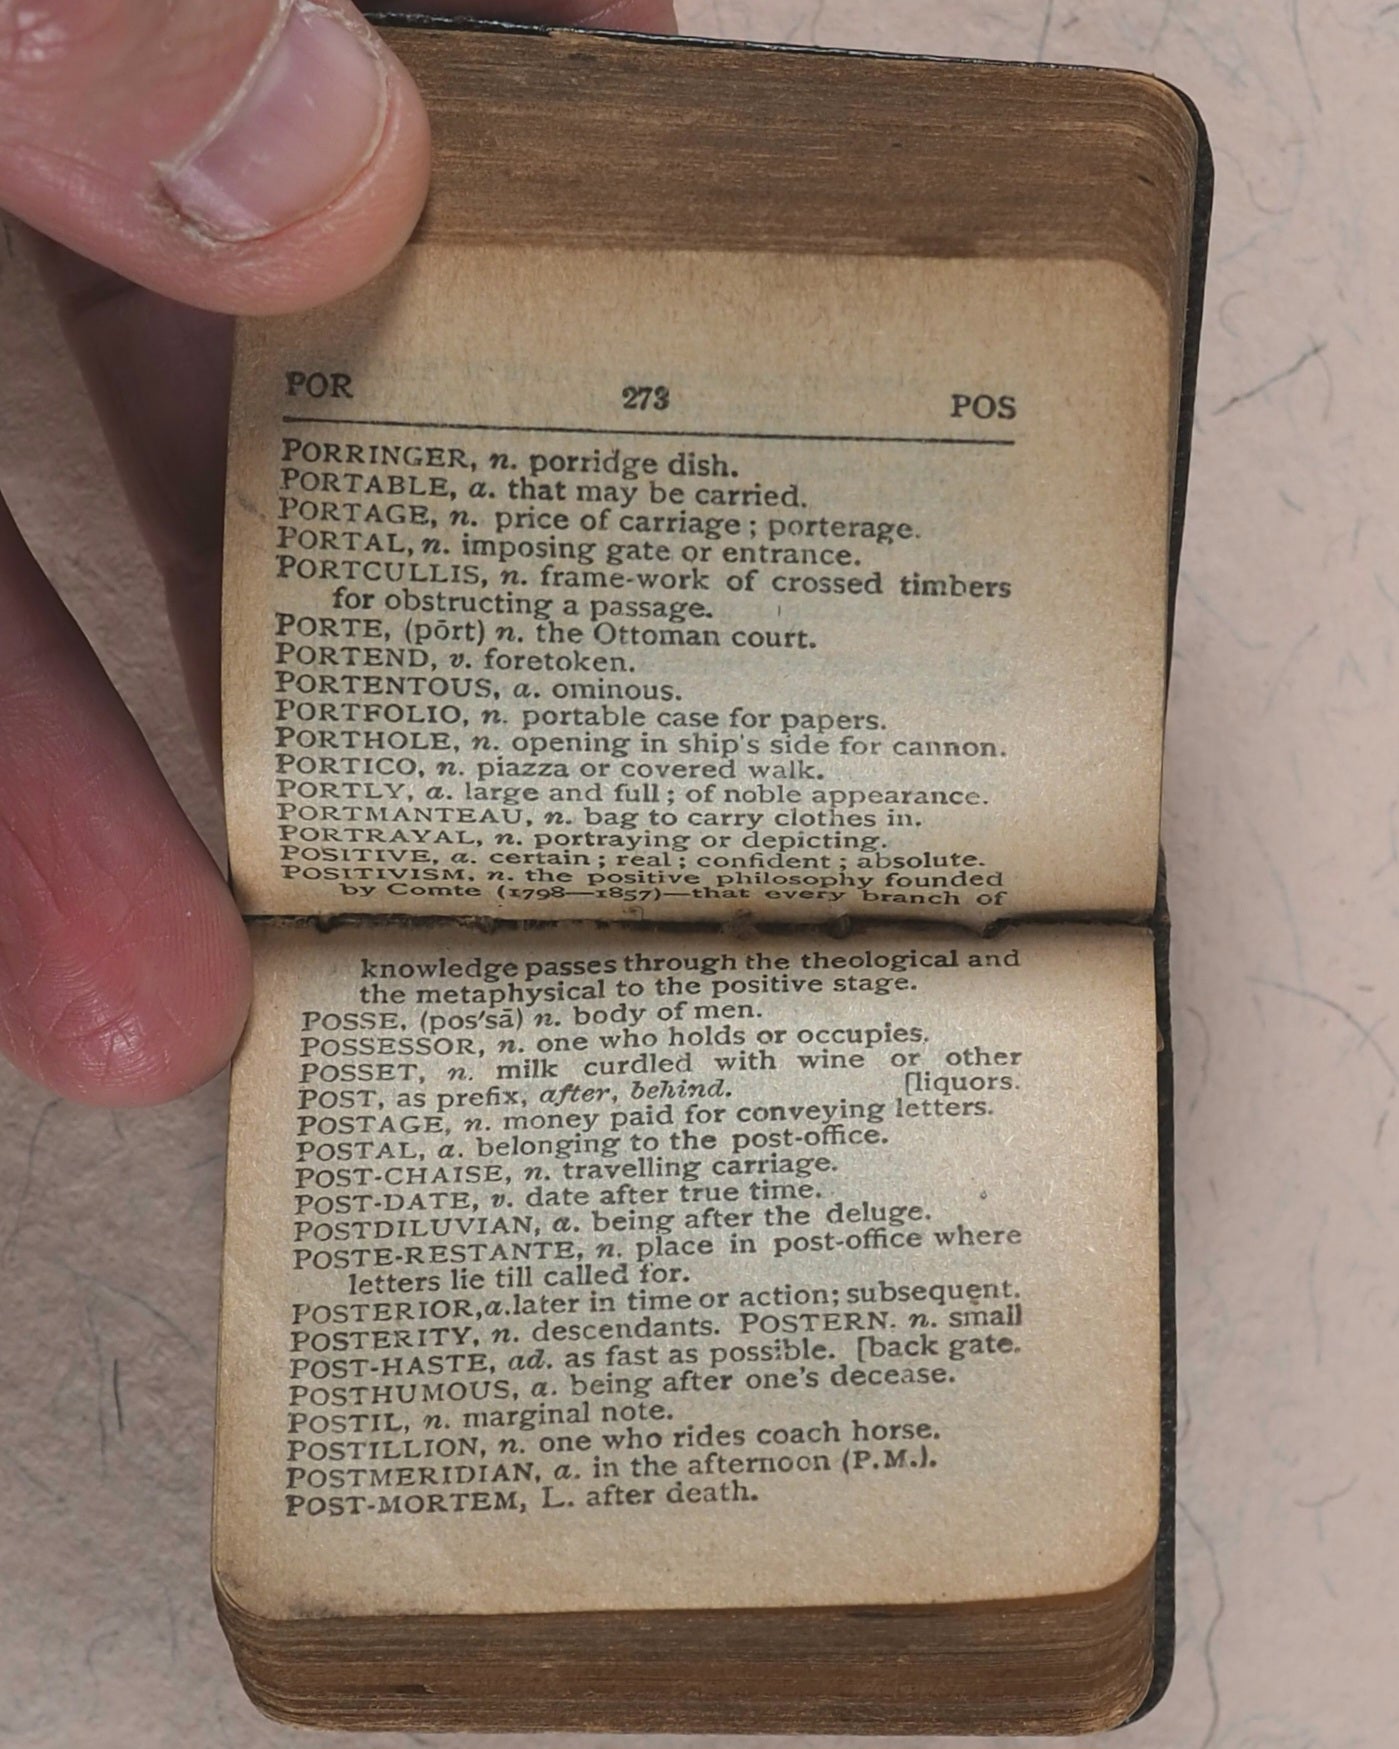 POR 273 POS
PORRINGER, n. porridge dish.
PORTABLE, a. that may be carried.
PORTAGE, n. price of carriage; porterage.
PORTAL, n. imposing gate or entrance.
PORTCULLIS, n. frame-work of crossed timbers
for obstructing a passage.
PORTE, (pōrt) n. the Ottoman court.
PORTEND, v. foretoken.
PORTENTOUS, a. ominous.
PORTFOLIO, n. portable case for papers.
PORTHOLE, n. opening in ship's side for cannon.
PORTICO, n. piazza or covered walk.
PORTLY, a. large and full; of noble appearance.
PORTMANTEAU, n. bag to carry clothes in.
PORTRAYAL, n. portraying or depicting.
POSITIVE, a. certain; real; confident; absolute.
POSITIVISM, n. the positive philosophy founded
by Comte (1798—1857)—that every branch of
knowledge passes through the theological and
the metaphysical to the positive stage.
POSSE, (pos'sā) n. body of men.
POSSESSOR, n. one who holds or occupies.
POSSET, n. milk curdled with wine or other
POST, as prefix, after, behind. [liquors.
POSTAGE, n. money paid for conveying letters.
POSTAL, a. belonging to the post-office.
POST-CHAISE, n. travelling carriage.
POST-DATE, v. date after true time.
POSTDILUVIAN, a. being after the deluge.
POSTE-RESTANTE, n. place in post-office where
letters lie till called for.
POSTERIOR, a. later in time or action; subsequent.
POSTERITY, n. descendants. POSTERN. n. small
POST-HASTE, ad. as fast as possible. [back gate.
POSTHUMOUS, a. being after one's decease.
POSTIL, n. marginal note.
POSTILLION, n. one who rides coach horse.
POSTMERIDIAN, a. in the afternoon (P.M.).
POST-MORTEM, L. after death.